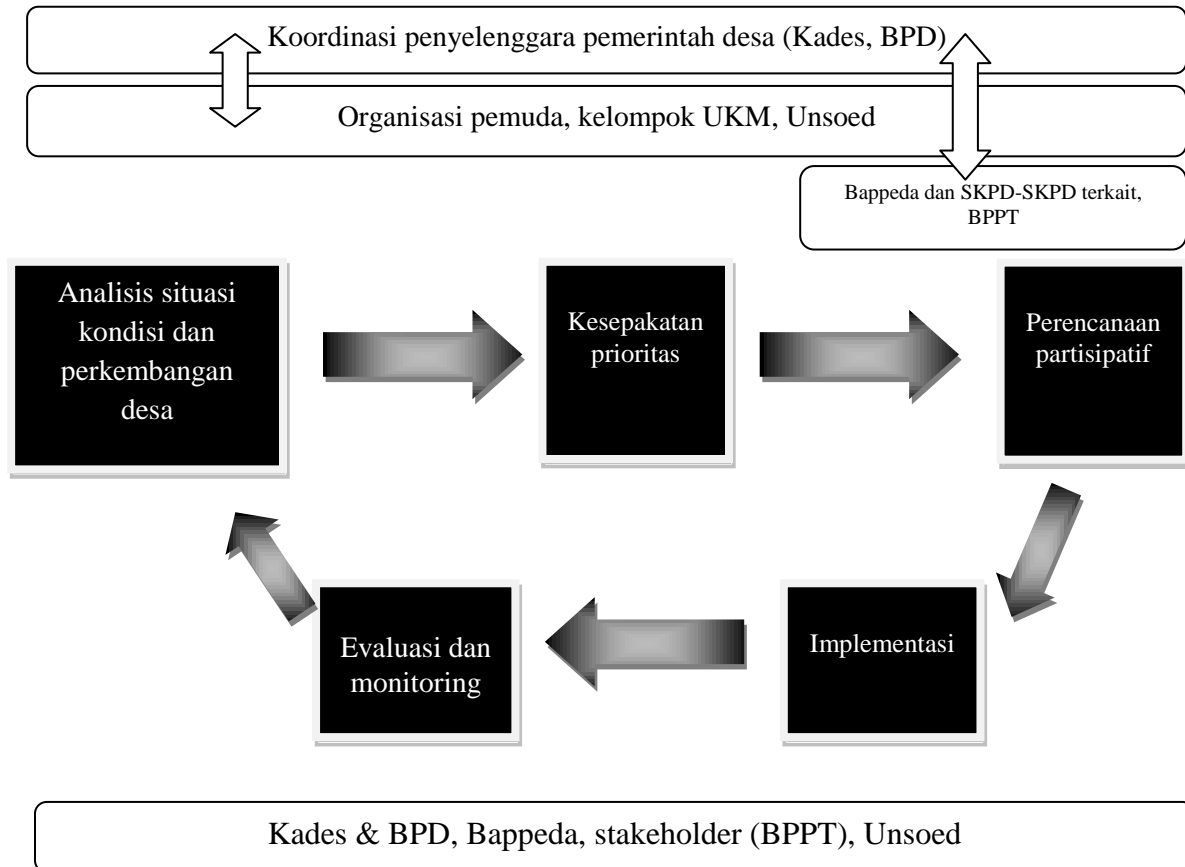 Koordinasi penyelenggara pemerintah desa (Kades, BPD)
Organisasi pemuda, kelompok UKM, Unsoed
Bappeda dan SKPD-SKPD terkait,
BPPT
Analisis situasi
kondisi dan
perkembangan
desa
Kesepakatan
prioritas
Perencanaan
partisipatif
Implementasi
Evaluasi dan
monitoring
Kades & BPD, Bappeda, stakeholder (BPPT), Unsoed